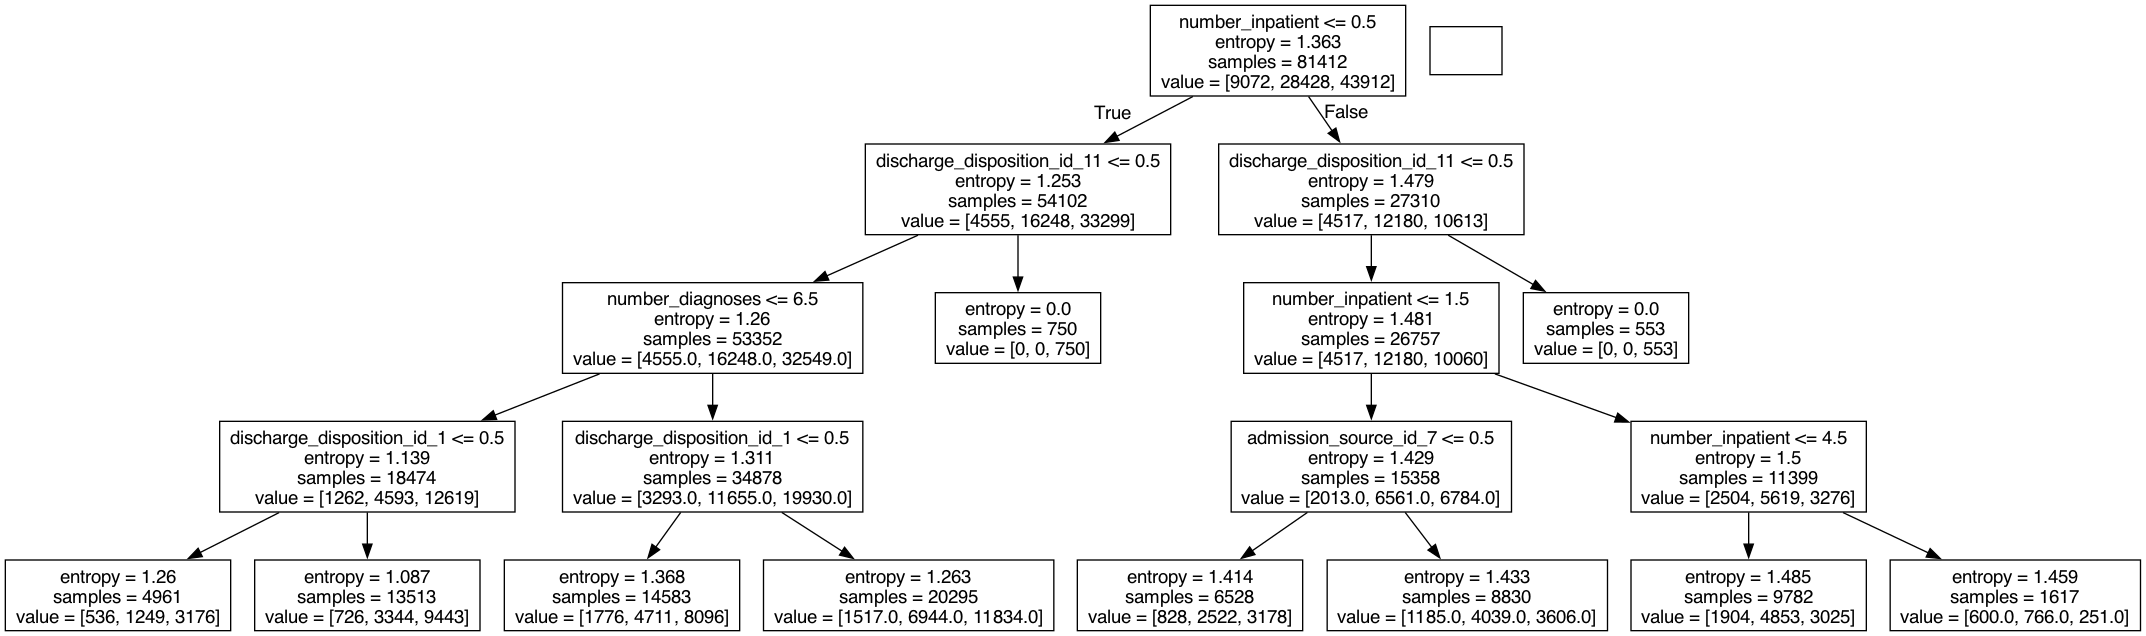 number_inpatient <= 0.5
entropy = 1.363
samples = 81412
value = [9072, 28428, 43912]
True
False
discharge_disposition_id_11 <= 0.5
entropy = 1.253
samples = 54102
value = [4555, 16248, 33299]
discharge_disposition_id_11 <= 0.5
entropy = 1.479
samples = 27310
value = [4517, 12180, 10613]
number_diagnoses <= 6.5
entropy = 1.26
samples = 53352
value = [4555.0, 16248.0, 32549.0]
entropy = 0.0
samples = 750
value = [0, 0, 750]
number_inpatient <= 1.5
entropy = 1.481
samples = 26757
value = [4517, 12180, 10060]
entropy = 0.0
samples = 553
value = [0, 0, 553]
discharge_disposition_id_1 <= 0.5
entropy = 1.139
samples = 18474
value = [1262, 4593, 12619]
discharge_disposition_id_1 <= 0.5
entropy = 1.311
samples = 34878
value = [3293.0, 11655.0, 19930.0]
admission_source_id_7 <= 0.5
entropy = 1.429
samples = 15358
value = [2013.0, 6561.0, 6784.0]
number_inpatient <= 4.5
entropy = 1.5
samples = 11399
value = [2504, 5619, 3276]
entropy = 1.26
samples = 4961
value = [536, 1249, 3176]
entropy = 1.087
samples = 13513
value = [726, 3344, 9443]
entropy = 1.368
samples = 14583
value = [1776, 4711, 8096]
entropy = 1.263
samples = 20295
value = [1517.0, 6944.0, 11834.0]
entropy = 1.414
samples = 6528
value = [828, 2522, 3178]
entropy = 1.433
samples = 8830
value = [1185.0, 4039.0, 3606.0]
entropy = 1.485
samples = 9782
value = [1904, 4853, 3025]
entropy = 1.459
samples = 1617
value = [600.0, 766.0, 251.0]